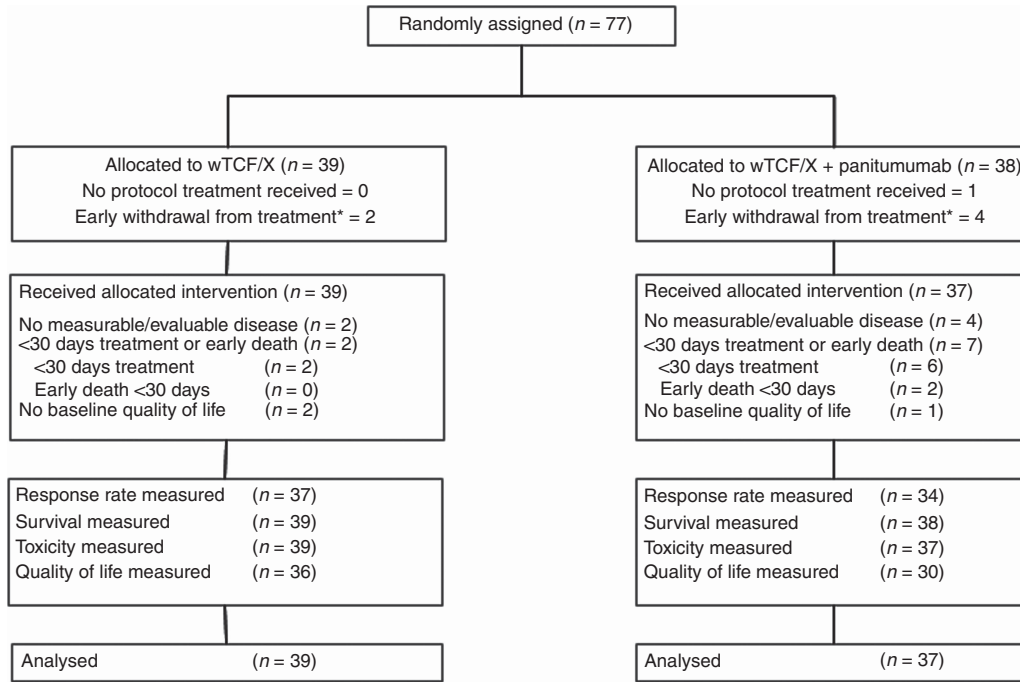 Randomly assigned (n = 77)
Allocated to wTCF/X (n = 39)
No protocol treatment received = 0
Early withdrawal from treatment* = 2
Allocated to wTCF/X + panitumumab (n = 38)
No protocol treatment received = 1
Early withdrawal from treatment* = 4
Received allocated intervention (n = 39)
No measurable/evaluable disease (n = 2)
<30 days treatment or early death (n = 2)
<30 days treatment (n = 2)
Early death <30 days (n = 0)
No baseline quality of life (n = 2)
Received allocated intervention (n = 37)
No measurable/evaluable disease (n = 4)
<30 days treatment or early death (n = 7)
<30 days treatment (n = 6)
Early death <30 days (n = 2)
No baseline quality of life (n = 1)
Response rate measured (n = 37)
Survival measured (n = 39)
Toxicity measured (n = 39)
Quality of life measured (n = 36)
Response rate measured (n = 34)
Survival measured (n = 38)
Toxicity measured (n = 37)
Quality of life measured (n = 30)
Analysed (n = 39)
Analysed (n = 37)